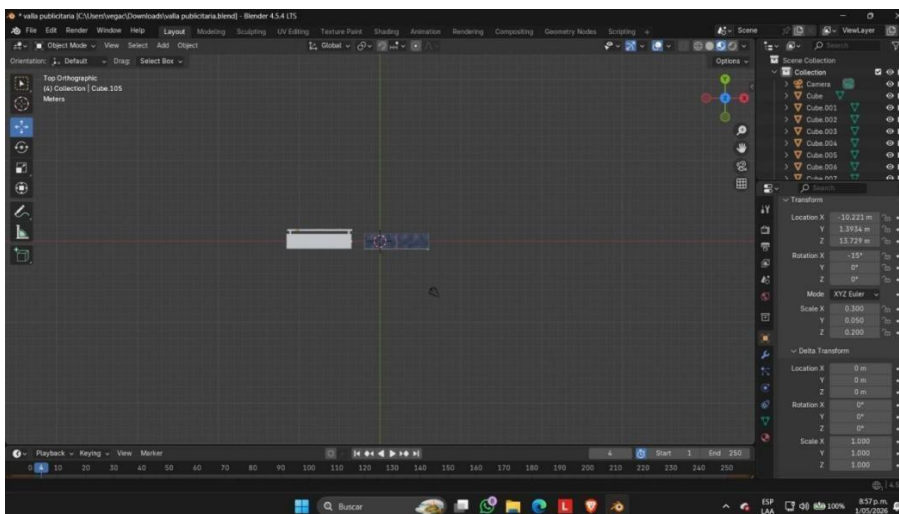 * valla publicitaria [C:\Users\vegac\Downloads\valla publicitaria.blend] - Blender 4.5.4 LTS
File Edit Render Window Help Layout Modeling Sculpting UV Editing Texture Paint Shading Animation Rendering Compositing Geometry Nodes Scripting + Scene ViewLayer
Object Mode View Select Add Object Global Search
Orientation: Default Drag: Select Box Options
Top Orthographic
(4) Collection | Cube.105
Meters
Scene Collection
Collection
Camera
Cube
Cube.001
Cube.002
Cube.003
Cube.004
Cube.005
Cube.006
Cube.007
Search
Transform
Location X -10.221 m
Y 1.3934 m
Z 13.729 m
Rotation X -15°
Y 0°
Z 0°
Mode XYZ Euler
Scale X 0.300
Y 0.050
Z 0.200
Delta Transform
Location X 0 m
Y 0 m
Z 0 m
Rotation X 0°
Y 0°
Z 0°
Scale X 1.000
Y 1.000
Z 1.000
Playback Keying View Marker 4 Start 1 End 250
0 4 10 20 30 40 50 60 70 80 90 100 110 120 130 140 150 160 170 180 190 200 210 220 230 240 250
Buscar
ESP
LAA
100%
8:57 p.m.
1/05/2026